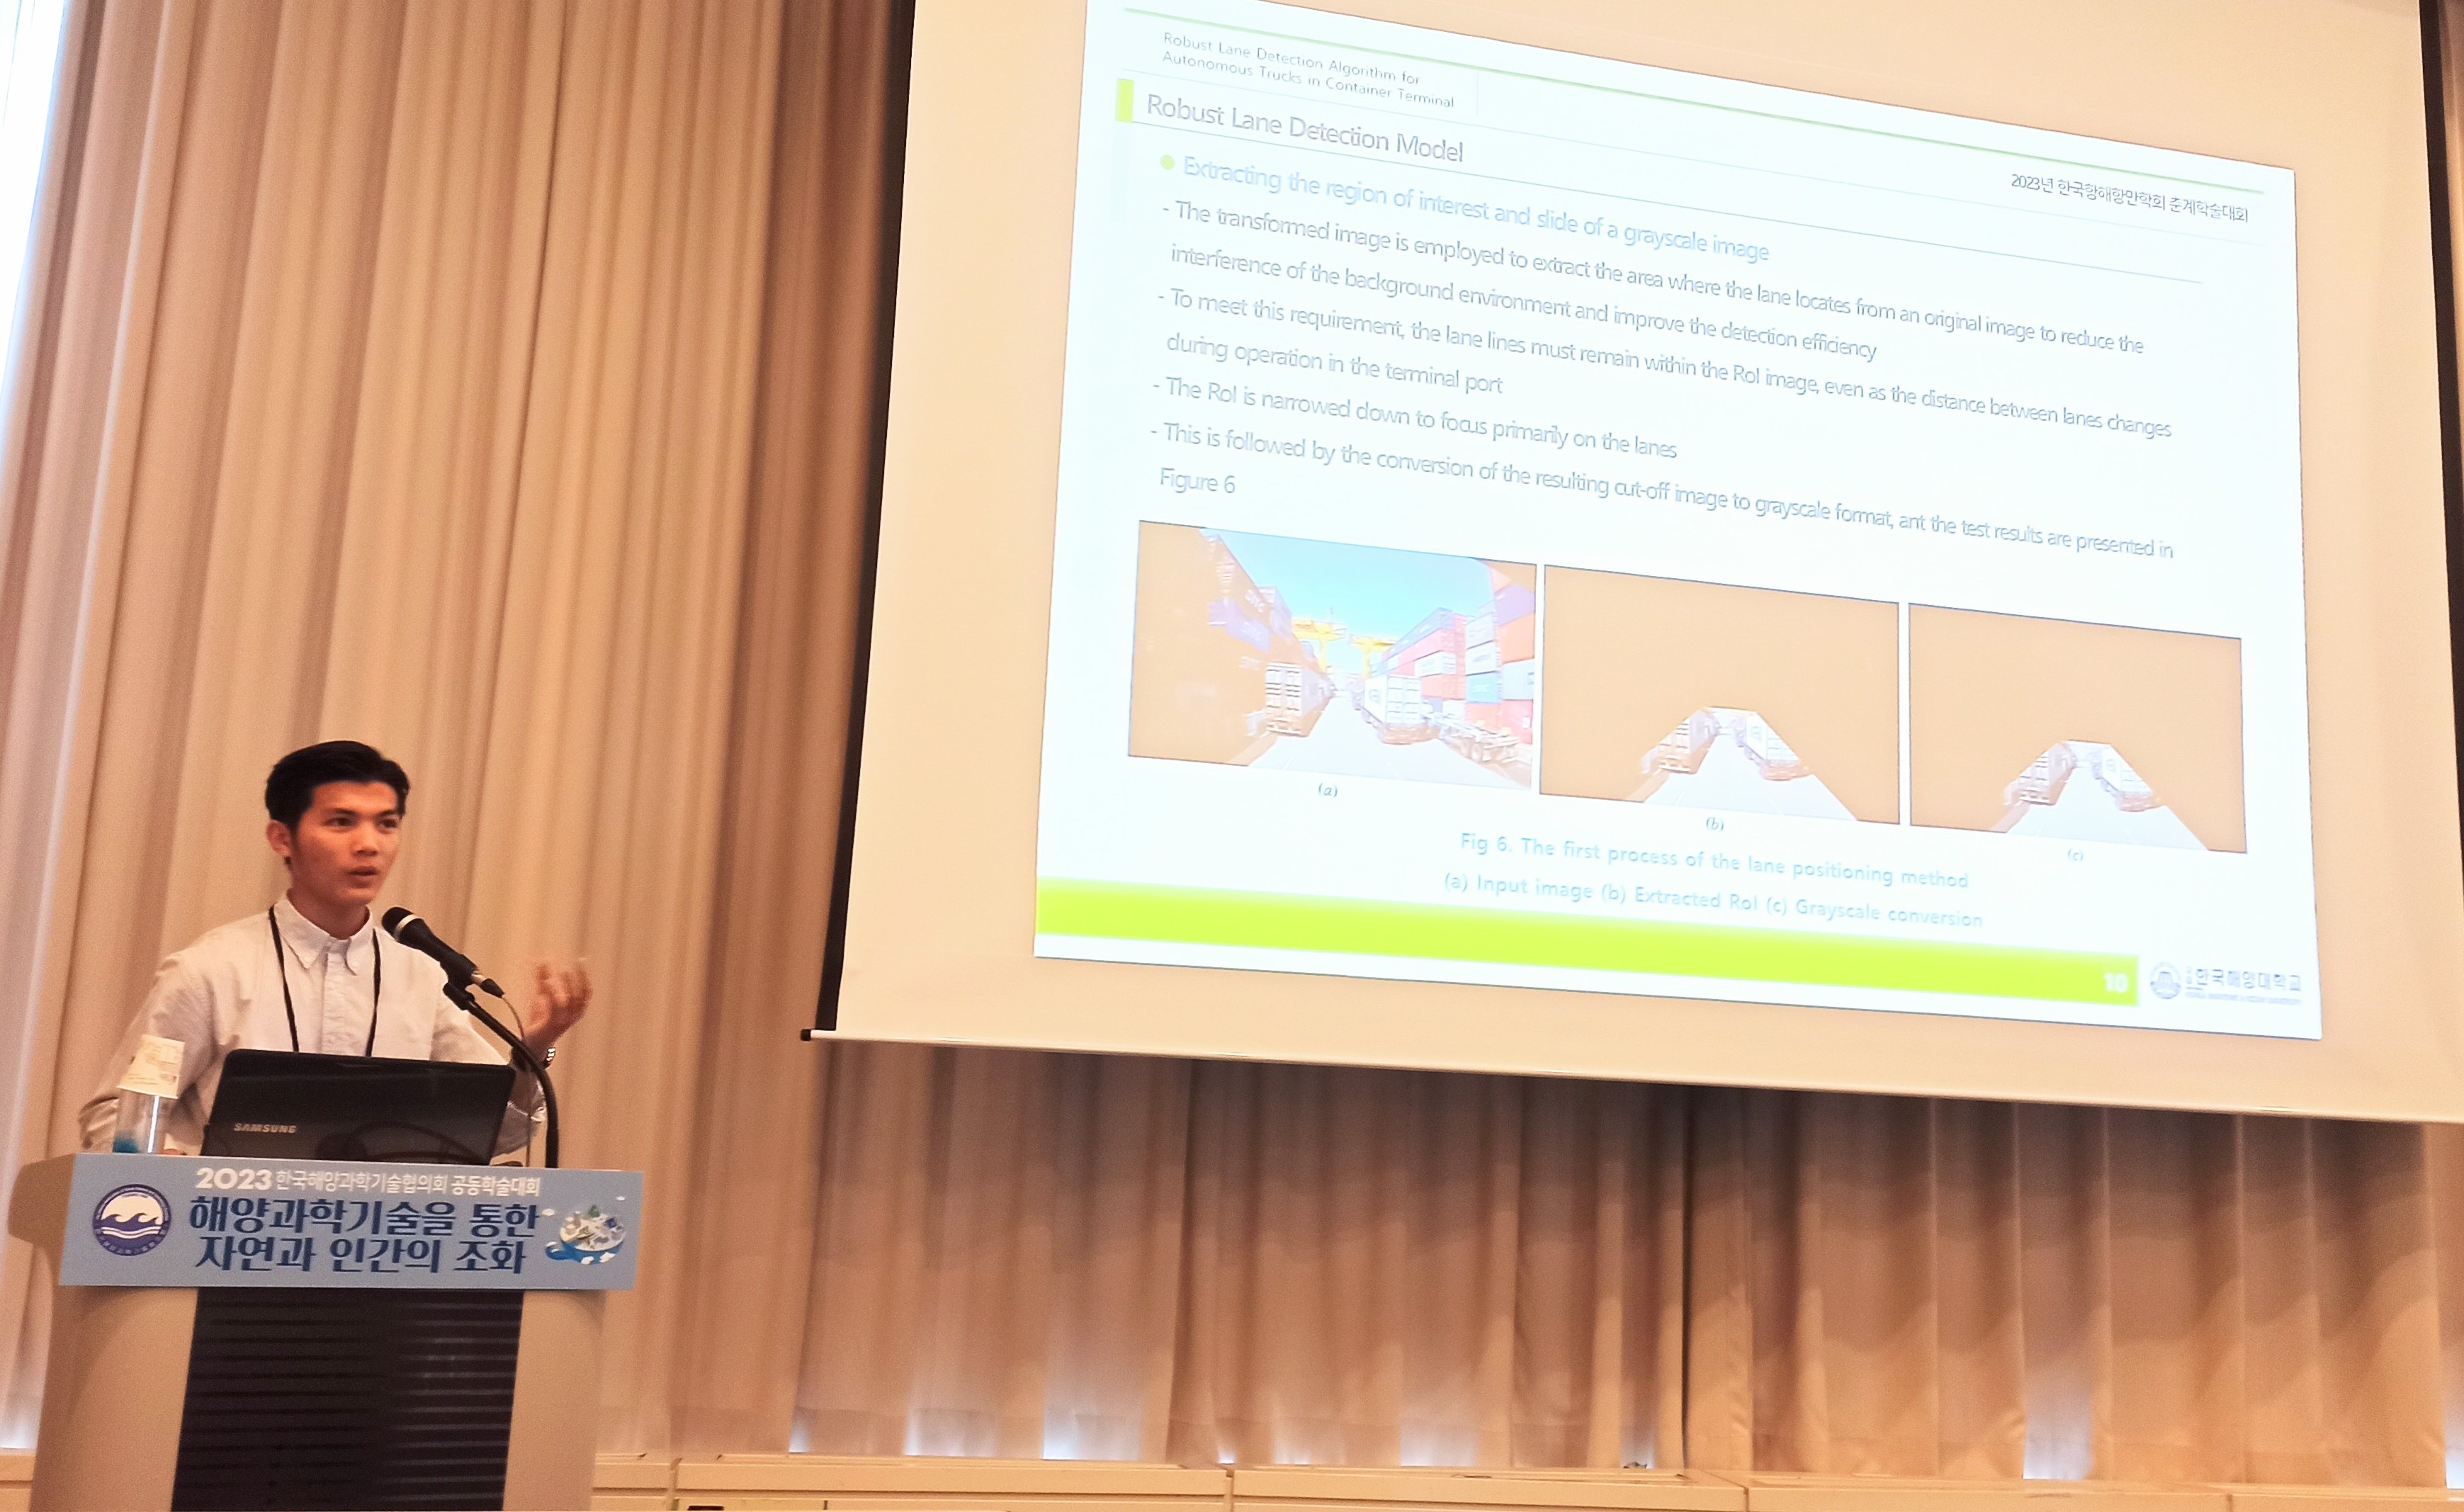 Robust Lane Detection Algorithm for
Autonomous Trucks in Container Terminal
Robust Lane Detection Model
2023년 한국항해항만학회 춘계학술대회
Extracting the region of interest and slide of a grayscale image
- The transformed image is employed to extract the area where the lane locates from an original image to reduce the
interference of the background environment and improve the detection efficiency
- To meet this requirement, the lane lines must remain within the RoI image, even as the distance between lanes changes
during operation in the terminal port
- The RoI is narrowed down to focus primarily on the lanes
- This is followed by the conversion of the resulting cut-off image to grayscale format, ant the test results are presented in
Figure 6
(a)
(b)
(c)
Fig 6. The first process of the lane positioning method
(a) Input image (b) Extracted RoI (c) Grayscale conversion
10
한국해양대학교
SAMSUNG
2023 한국해양과학기술협의회 공동학술대회
해양과학기술을 통한
자연과 인간의 조화